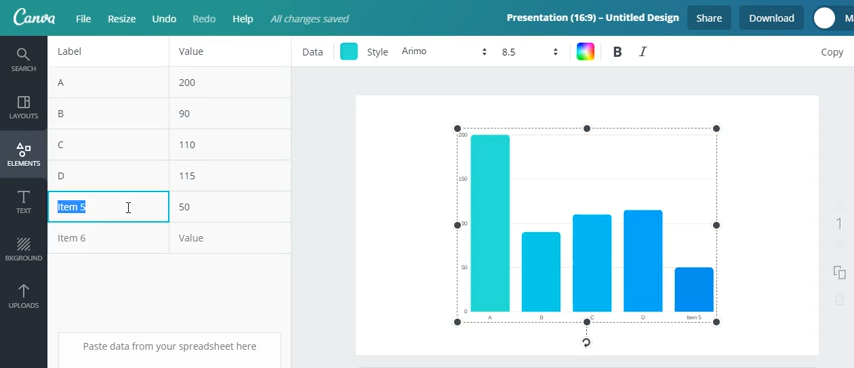 Canva File Resize Undo Redo Help All changes saved Presentation (16:9) – Untitled Design Share Download M
SEARCH
LAYOUTS
ELEMENTS
TEXT
BKGROUND
UPLOADS
Label Value
A 200
B 90
C 110
D 115
Item 5 50
Item 6 Value
Paste data from your spreadsheet here
Data Style Arimo 8.5 B I Copy
200
150
00
50
0
A B C D Item 5
1